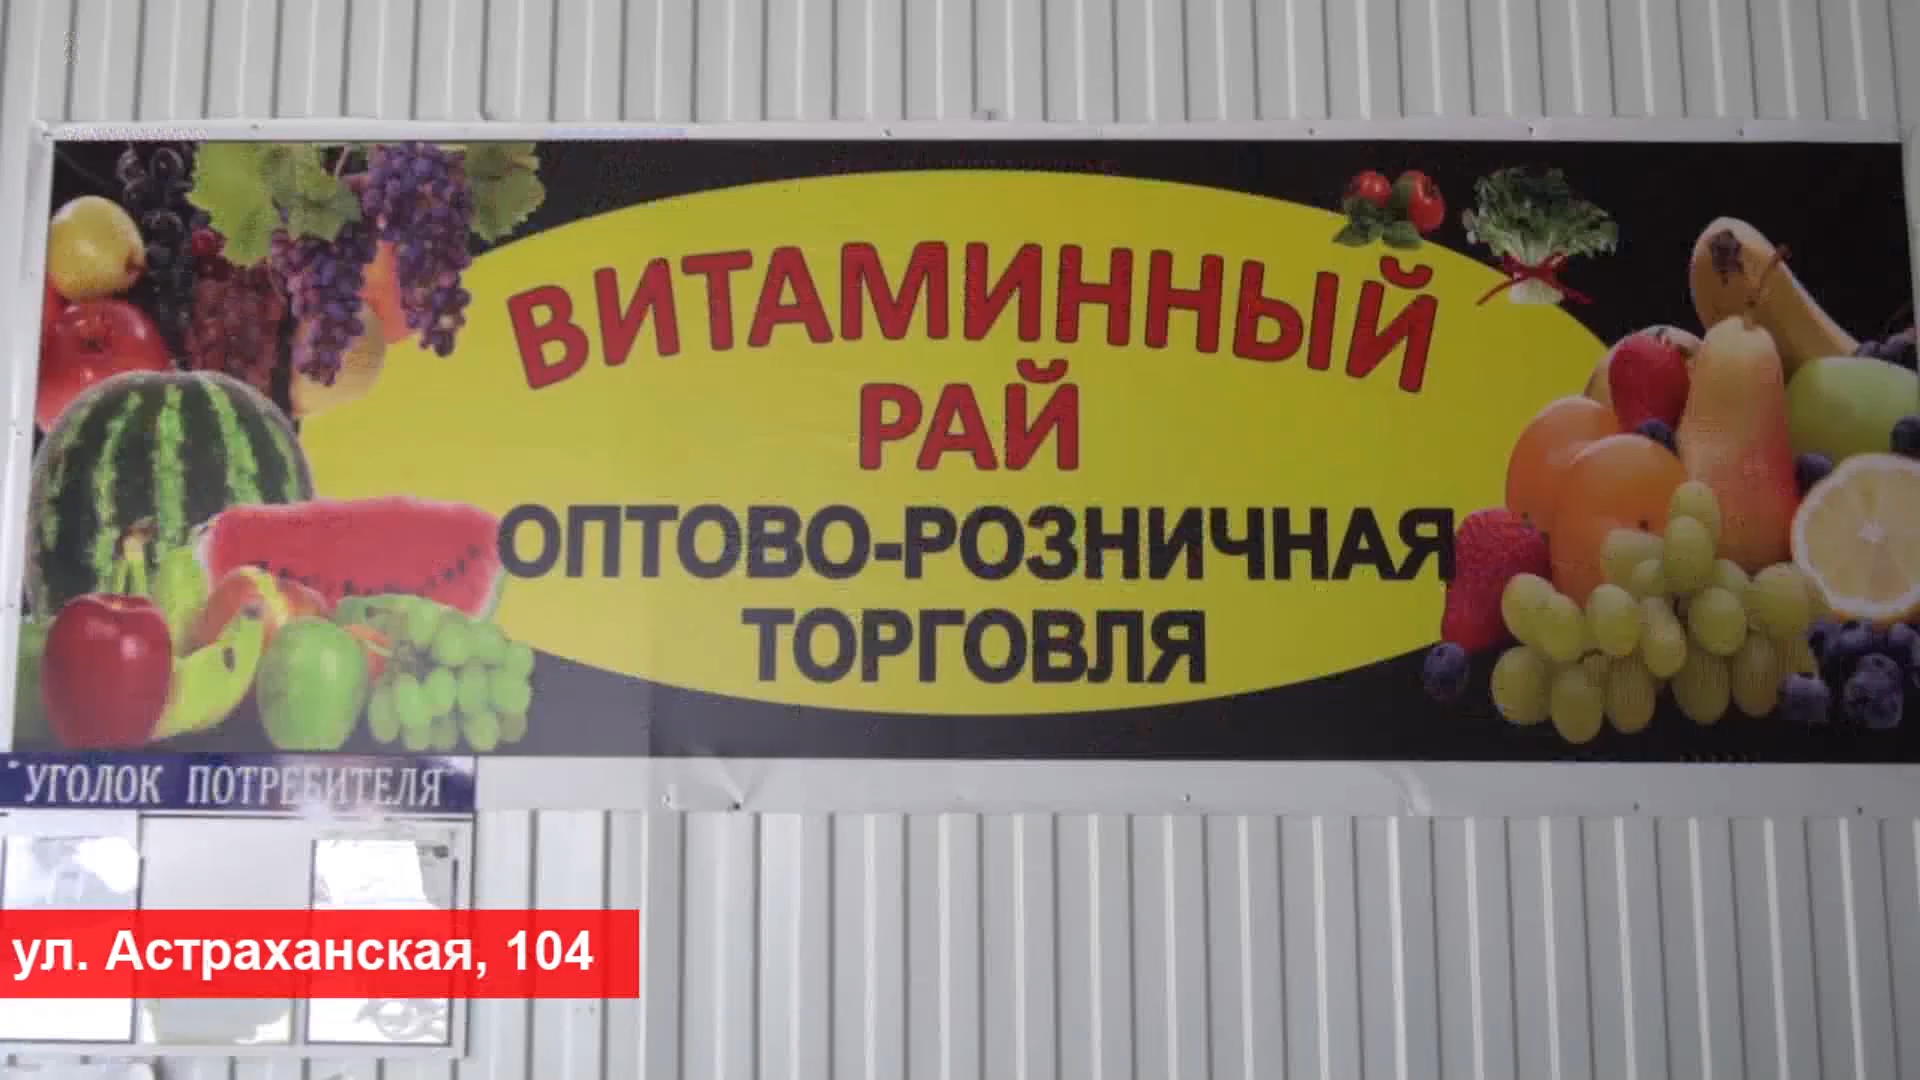 ВИТАМИННЫЙ
РАЙ
ОПТОВО-РОЗНИЧНАЯ
ТОРГОВЛЯ
"УГОЛОК ПОТРЕБИТЕЛЯ"
ул. Астраханская, 104